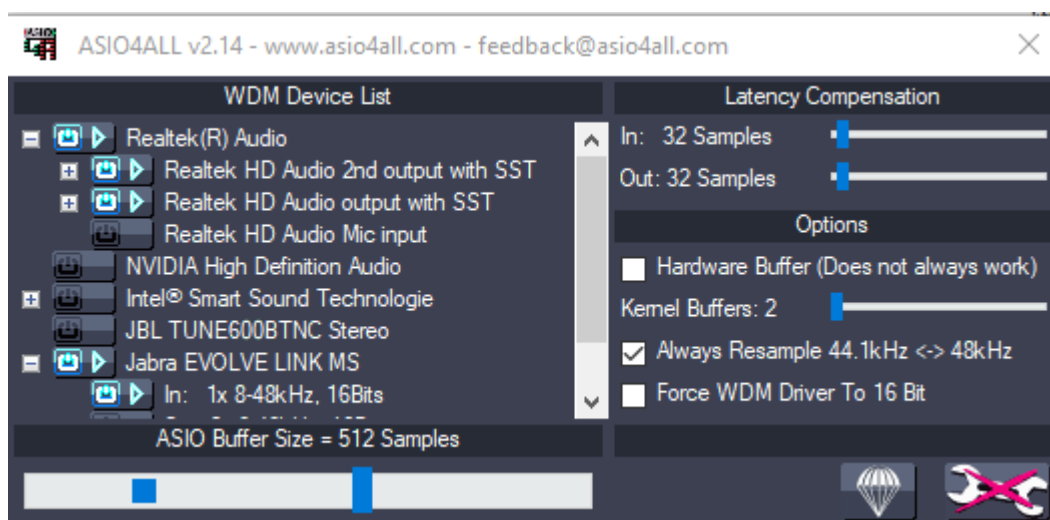 ASIO4ALL v2.14 - www.asio4all.com - feedback@asio4all.com
WDM Device List
Realtek(R) Audio
Realtek HD Audio 2nd output with SST
Realtek HD Audio output with SST
Realtek HD Audio Mic input
NVIDIA High Definition Audio
Intel® Smart Sound Technologie
JBL TUNE600BTNC Stereo
Jabra EVOLVE LINK MS
In: 1x 8-48kHz, 16Bits
ASIO Buffer Size = 512 Samples
Latency Compensation
In: 32 Samples
Out: 32 Samples
Options
Hardware Buffer (Does not always work)
Kernel Buffers: 2
Always Resample 44.1kHz <-> 48kHz
Force WDM Driver To 16 Bit